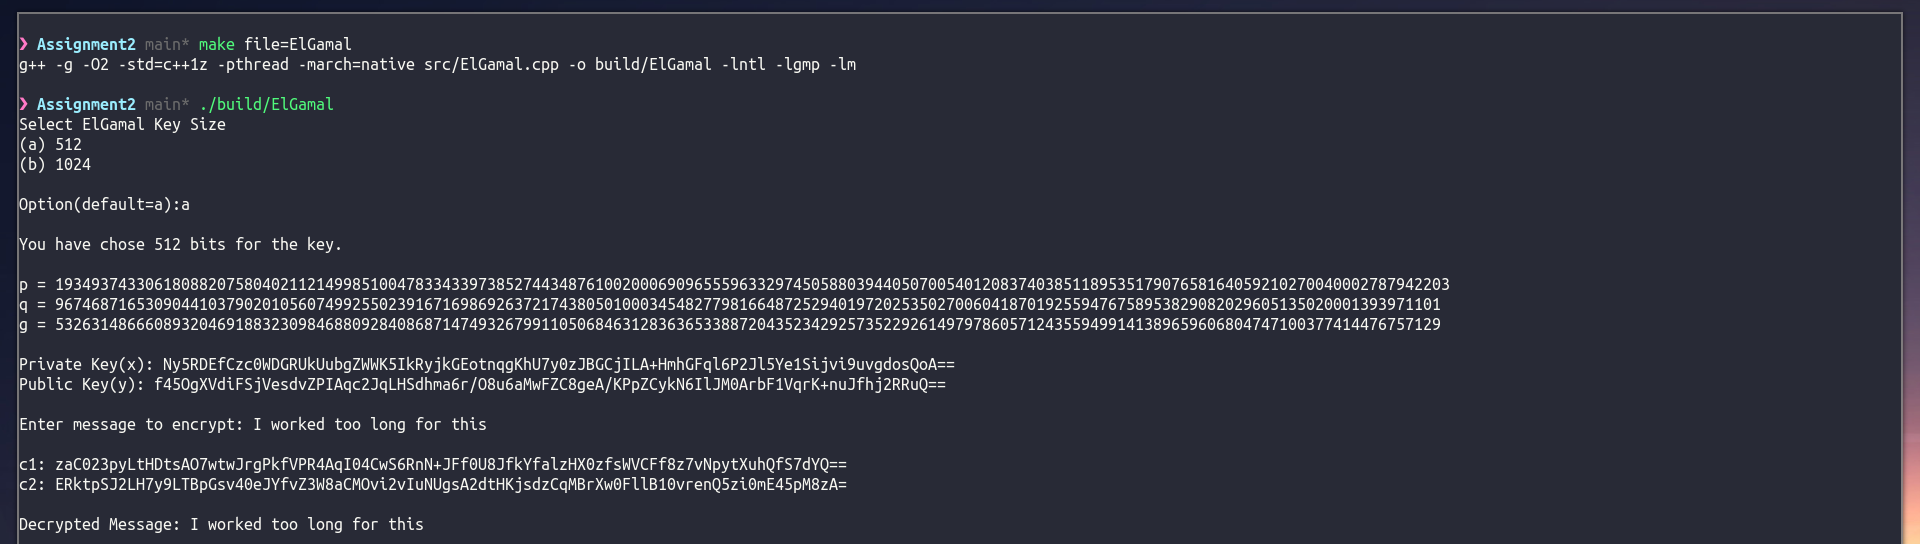 ❯ Assignment2 main* make file=ElGamal
g++ -g -O2 -std=c++1z -pthread -march=native src/ElGamal.cpp -o build/ElGamal -lntl -lgmp -lm
❯ Assignment2 main* ./build/ElGamal
Select ElGamal Key Size
(a) 512
(b) 1024
Option(default=a):a
You have chose 512 bits for the key.
p = 19349374330618088207580402112149985100478334339738527443487610020006909655596332974505880394405070054012083740385118953517907658164059210270040002787942203
q = 9674687165309044103790201056074992550239167169869263721743805010003454827798166487252940197202535027006041870192559476758953829082029605135020001393971101
g = 5326314866608932046918832309846880928408687147493267991105068463128363653388720435234292573522926149797860571243559499141389659606804747100377414476757129
Private Key(x): Ny5RDEfCzc0WDGRUkUubgZWWK5IkRyjkGEotnqgKhU7y0zJBGCjILA+HmhGFql6P2Jl5Ye1Sijvi9uvgdosQoA==
Public Key(y): f45OgXVdiFSjVesdvZPIAqc2JqLHSdhma6r/O8u6aMwFZC8geA/KPpZCykN6IlJM0ArbF1VqrK+nuJfhj2RRuQ==
Enter message to encrypt: I worked too long for this
c1: zaC023pyLtHDtsAO7wtwJrgPkfVPR4AqI04CwS6RnN+JFf0U8JfkYfalzHX0zfsWVCFf8z7vNpytXuhQfS7dYQ==
c2: ERktpSJ2LH7y9LTBpGsv40eJYfvZ3W8aCMOvi2vIuNUgsA2dtHKjsdzCqMBrXw0FllB10vrenQ5zi0mE45pM8zA=
Decrypted Message: I worked too long for this